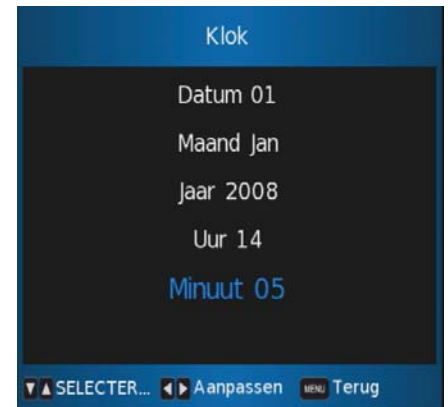 Klok
Datum 01
Maand Jan
Jaar 2008
Uur 14
Minuut 05
SELECTER... Aanpassen MENU Terug